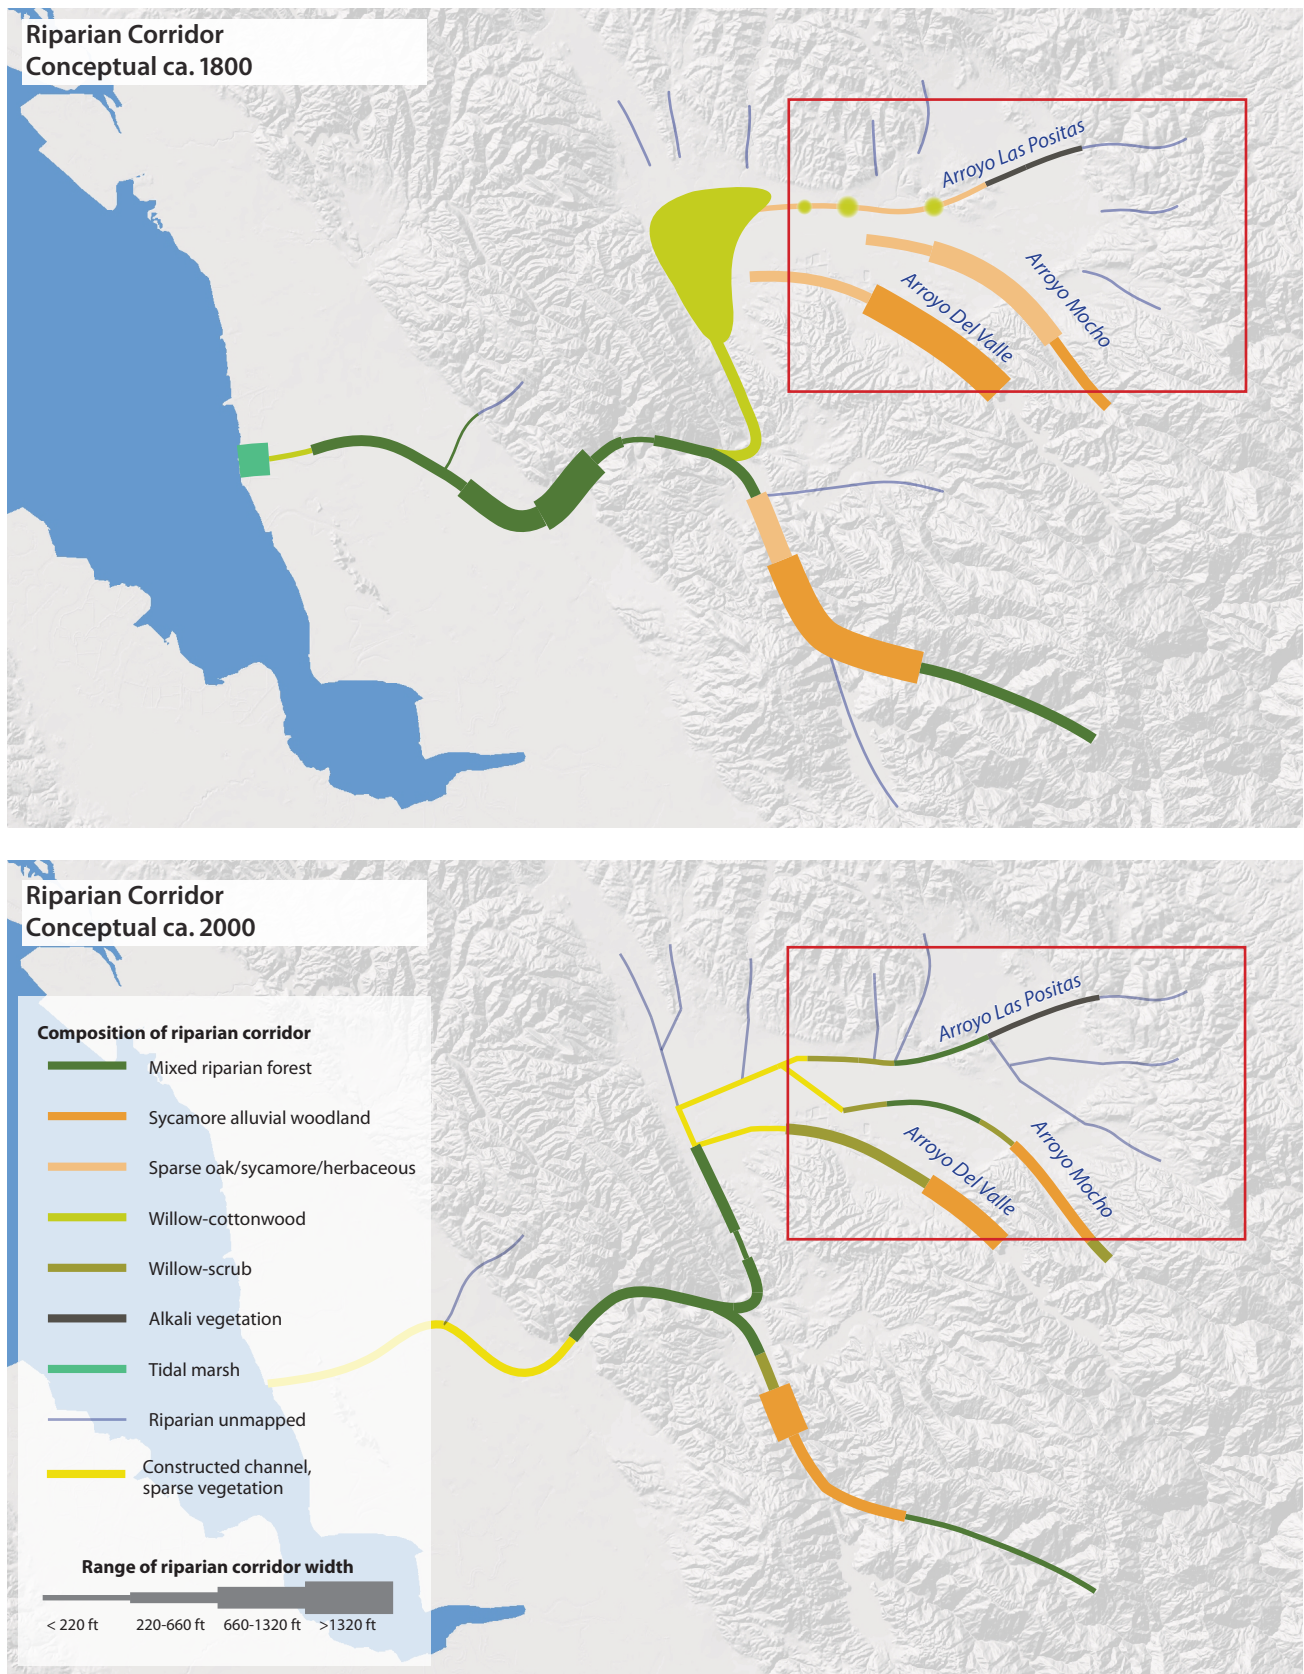 Riparian Corridor
Conceptual ca. 1800
Arroyo Las Positas
Arroyo Mocho
Arroyo Del Valle
Riparian Corridor
Conceptual ca. 2000
Arroyo Las Positas
Arroyo Mocho
Arroyo Del Valle
Composition of riparian corridor
Mixed riparian forest
Sycamore alluvial woodland
Sparse oak/sycamore/herbaceous
Willow-cottonwood
Willow-scrub
Alkali vegetation
Tidal marsh
Riparian unmapped
Constructed channel,
sparse vegetation
Range of riparian corridor width
< 220 ft 220-660 ft 660-1320 ft >1320 ft